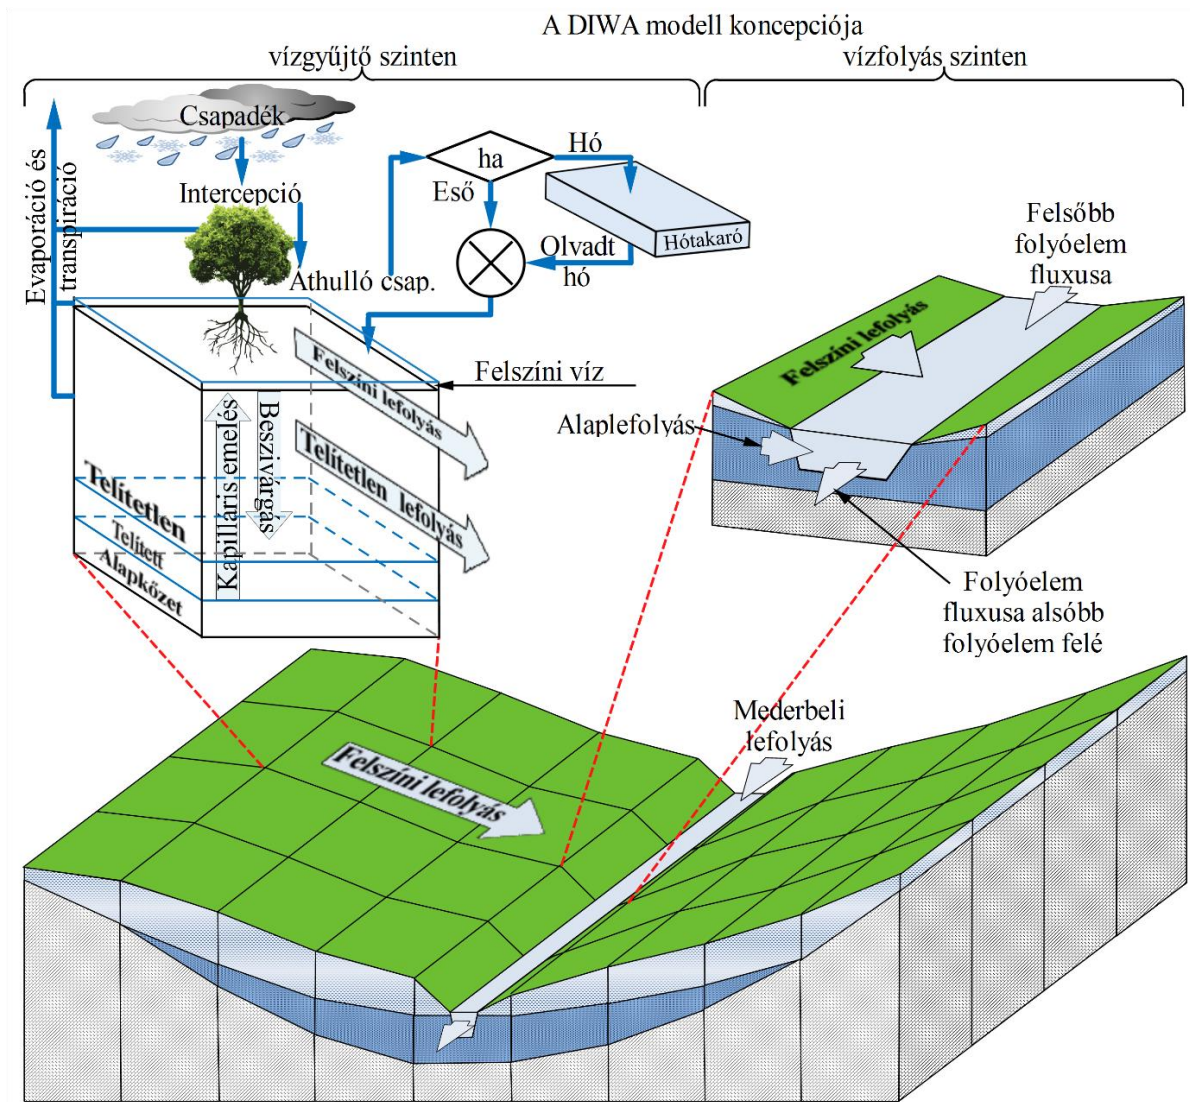 A DIWA modell koncepciója
vízgyűjtő szinten
vízfolyás szinten
Csapadék
Intercepció
Evaporáció és
transpiráció
Áthulló csap.
ha
Hó
Eső
Hótakaró
Olvadt
hó
Felszíni víz
Felszíni lefolyás
Telítetlen lefolyás
Kapilláris emelés
Beszivárgás
Telítetlen
Telített
Alapkőzet
Felsőbb
folyóelem
fluxusa
Felszíni lefolyás
Alaplefolyás
Folyóelem
fluxusa alsóbb
folyóelem felé
Mederbeli
lefolyás
Felszíni lefolyás